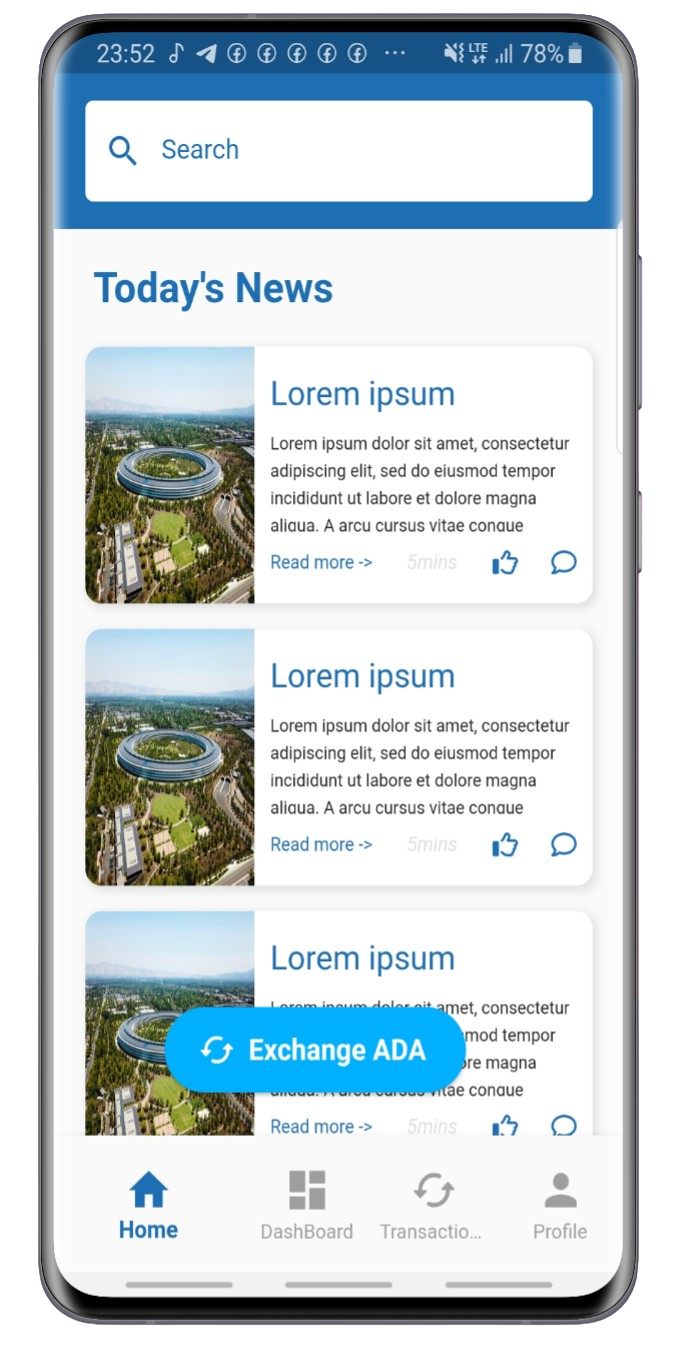 23:52 ... LTE 78%
Search
Today's News
Lorem ipsum
Lorem ipsum dolor sit amet, consectetur
adipiscing elit, sed do eiusmod tempor
incididunt ut labore et dolore magna
aliqua. A arcu cursus vitae congue
Read more -> 5mins
Lorem ipsum
Lorem ipsum dolor sit amet, consectetur
adipiscing elit, sed do eiusmod tempor
incididunt ut labore et dolore magna
aliqua. A arcu cursus vitae congue
Read more -> 5mins
Lorem ipsum
Lorem ipsum dolor sit amet, consectetur
mod tempor
Exchange ADA
ore magna
aliqua. A arcu cursus vitae congue
Read more -> 5mins
Home DashBoard Transactio... Profile